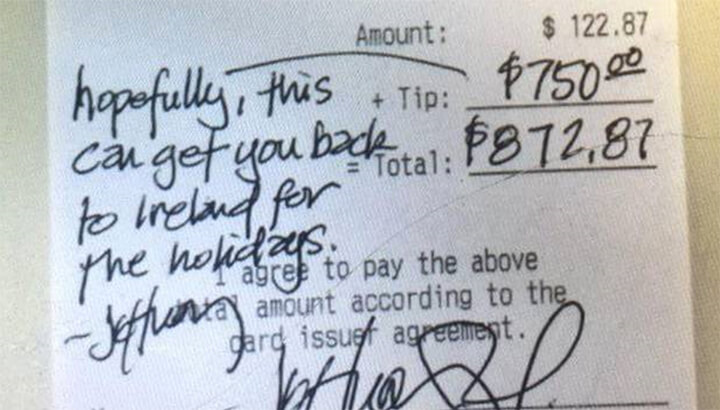 Amount: $ 122.87
+ Tip: $750.00
= Total: $872.87
hopefully, this
can get you back
to Ireland for
the holidays.
I agree to pay the above
total amount according to the
card issuer agreement.